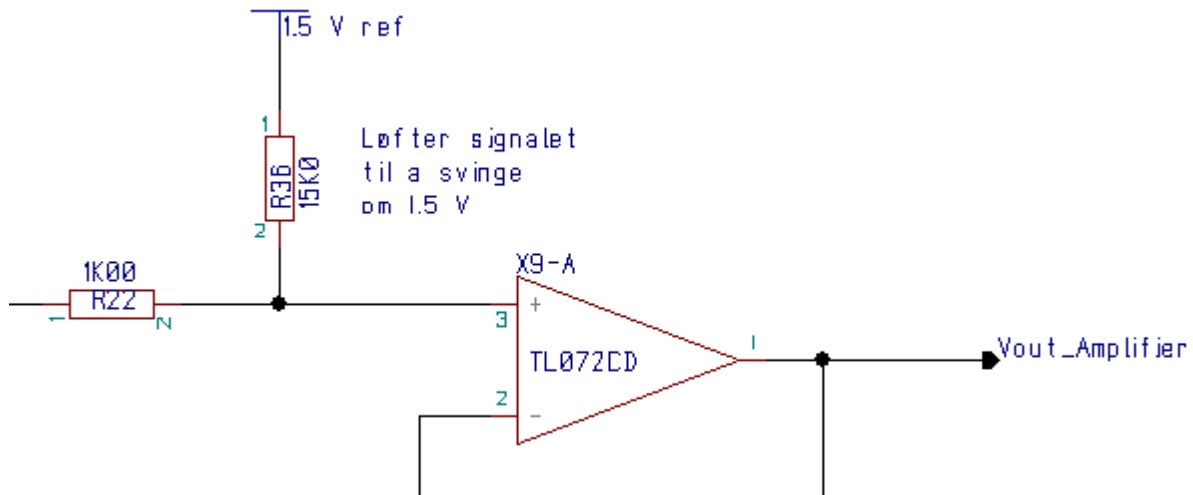 1.5 V ref
1
R36
15K0
2
Løfter signalet
til a svinge
om 1.5 V
1K00
R22
1
2
X9-A
3
+
TL072CD
2
-
1
Vout_Amplifier